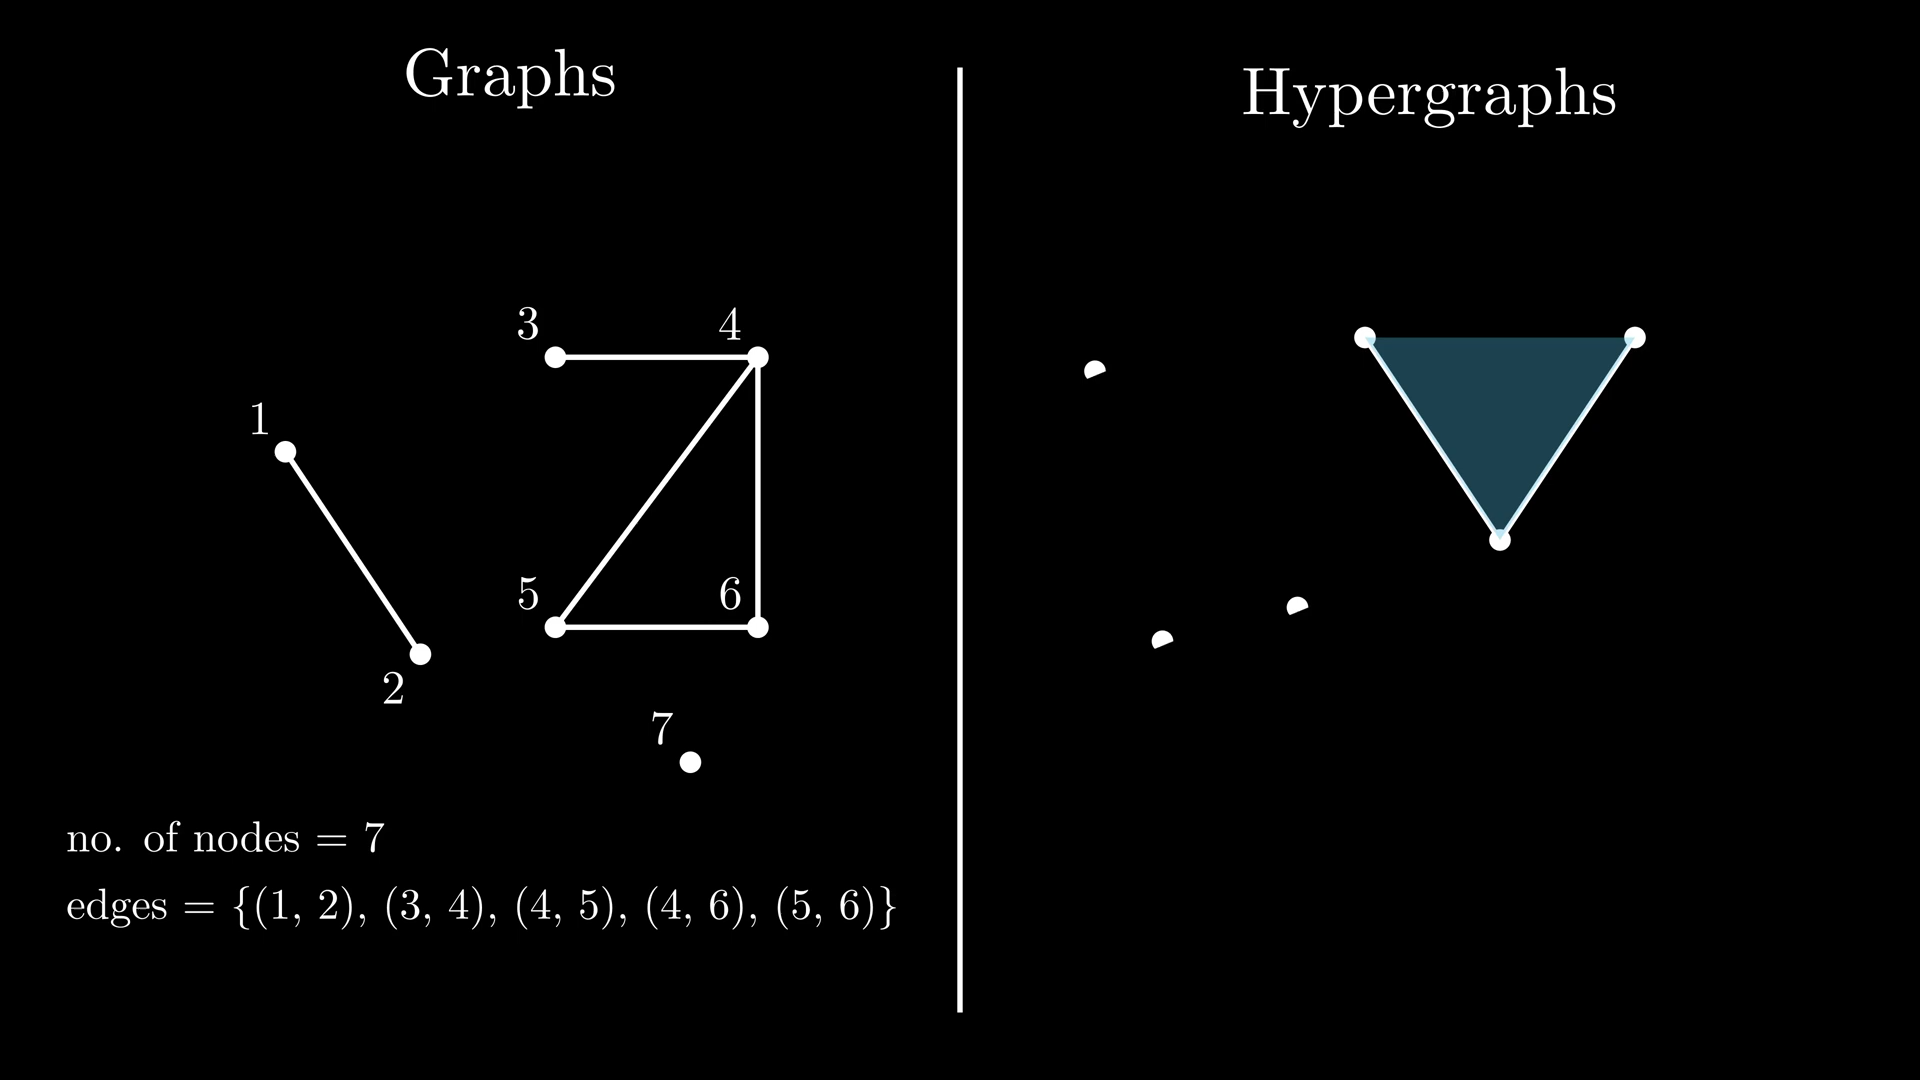 Graphs
Hypergraphs
3
4
1
5
6
2
7
no. of nodes = 7
edges = {(1, 2), (3, 4), (4, 5), (4, 6), (5, 6)}